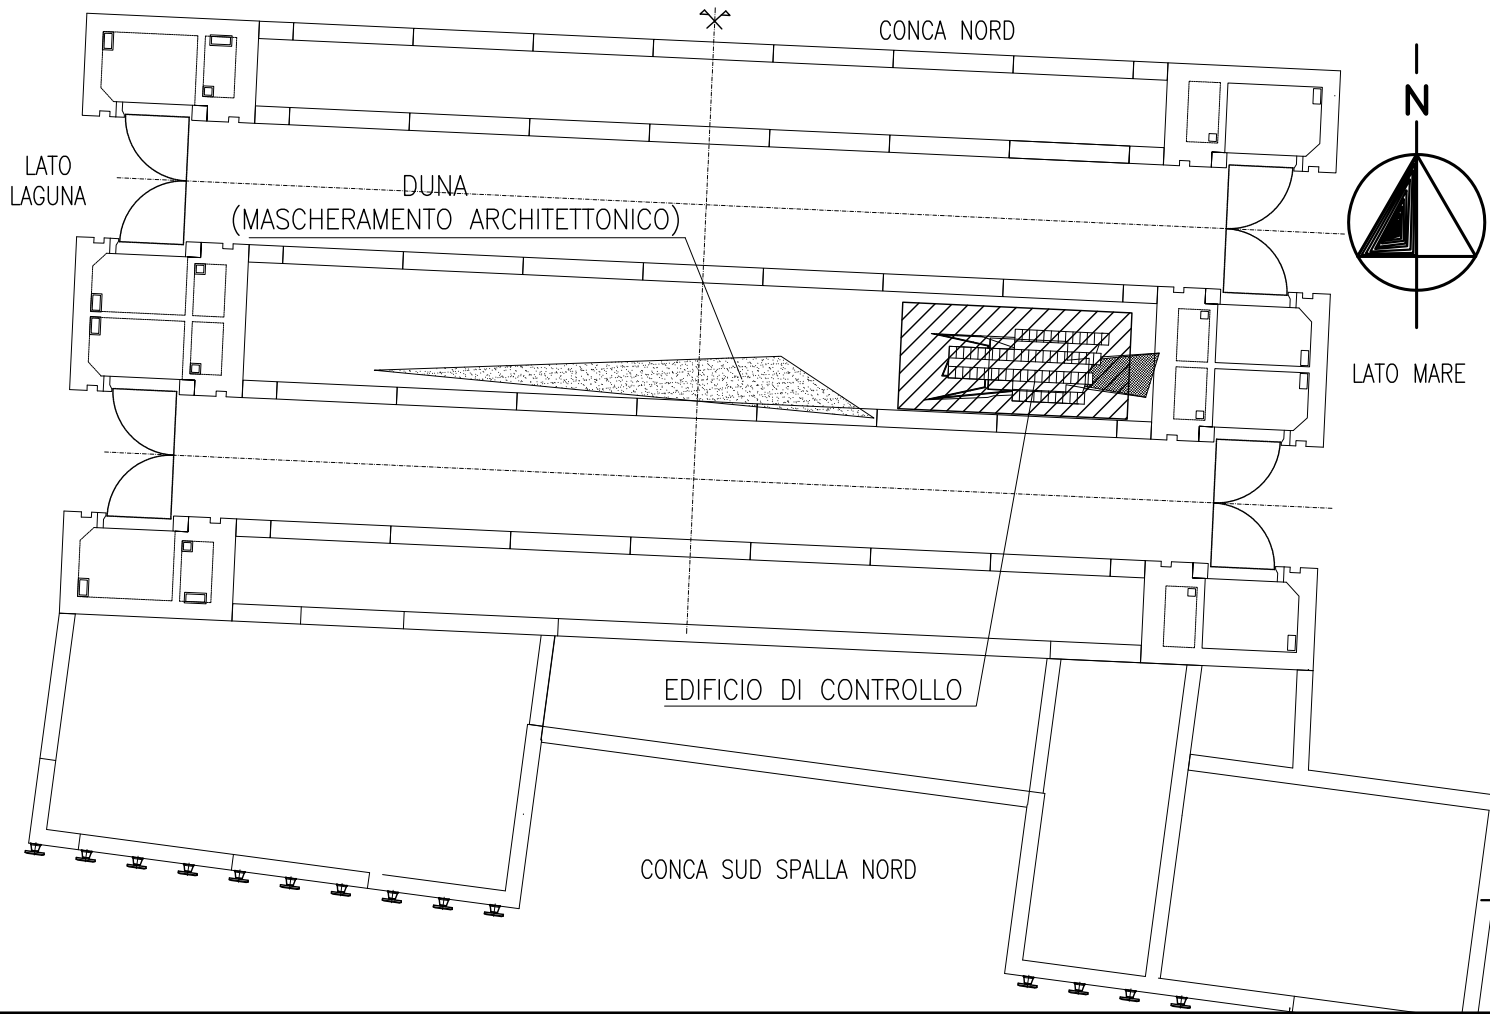 CONCA NORD
N
LATO
LAGUNA
DUNA
(MASCHERAMENTO ARCHITETTONICO)
LATO MARE
EDIFICIO DI CONTROLLO
CONCA SUD SPALLA NORD